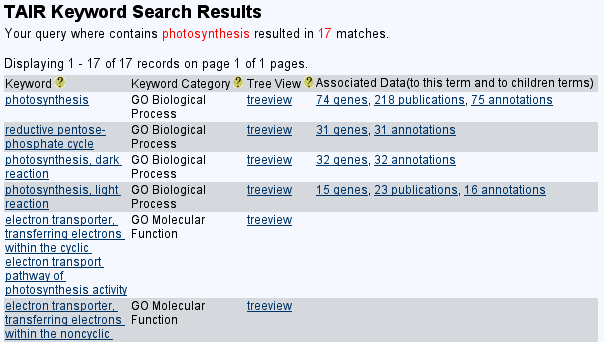 TAIR Keyword Search Results
Your query where contains photosynthesis resulted in 17 matches.
Displaying 1 - 17 of 17 records on page 1 of 1 pages.
Keyword ? Keyword Category ? Tree View ? Associated Data(to this term and to children terms)
photosynthesis GO Biological treeview 74 genes, 218 publications, 75 annotations
Process
reductive pentose- GO Biological treeview 31 genes, 31 annotations
phosphate cycle Process
photosynthesis, dark GO Biological treeview 32 genes, 32 annotations
reaction Process
photosynthesis, light GO Biological treeview 15 genes, 23 publications, 16 annotations
reaction Process
electron transporter, GO Molecular treeview
transferring electrons Function
within the cyclic
electron transport
pathway of
photosynthesis activity
electron transporter, GO Molecular treeview
transferring electrons Function
within the noncyclic